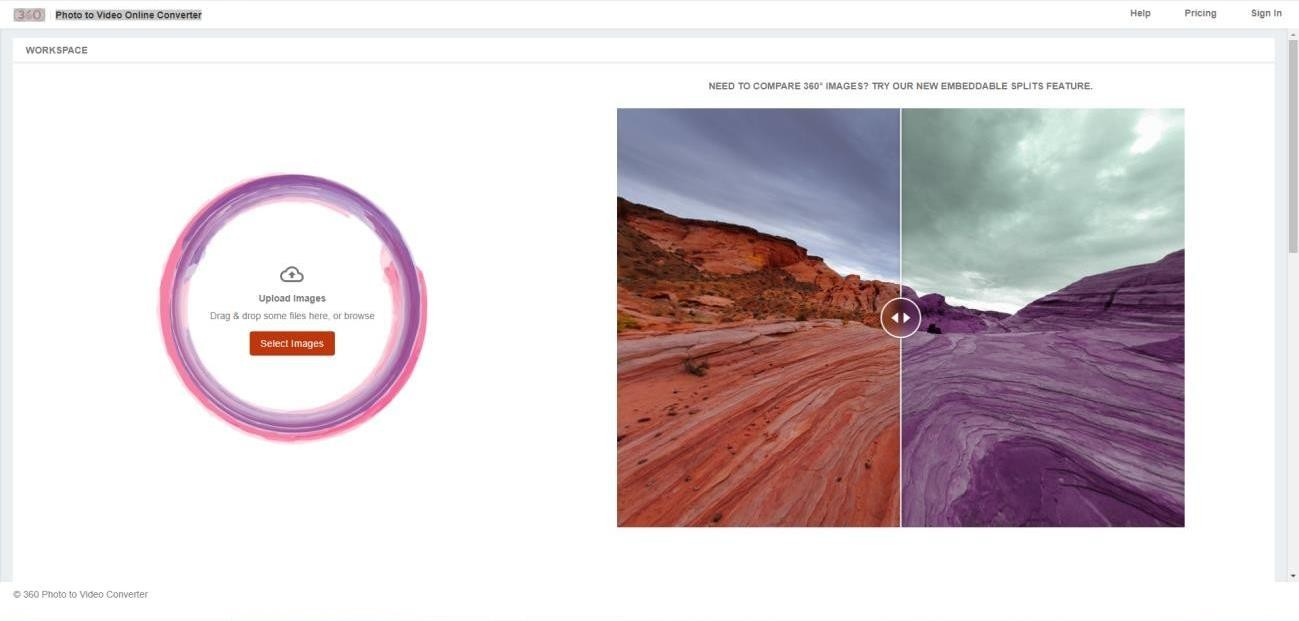 360 Photo to Video Online Converter
Help
Pricing
Sign In
WORKSPACE
NEED TO COMPARE 360° IMAGES? TRY OUR NEW EMBEDDABLE SPLITS FEATURE.
Upload Images
Drag & drop some files here, or browse
Select Images
© 360 Photo to Video Converter